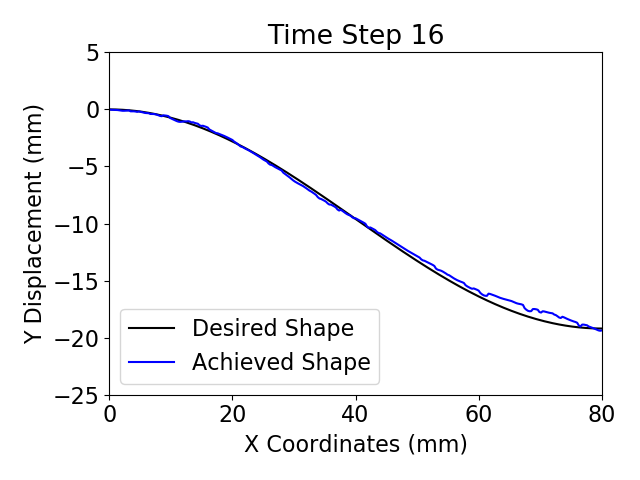 Time Step 16
5
0
−5
−10
−15
−20
−25
Y Displacement (mm)
Desired Shape
Achieved Shape
0 20 40 60 80
X Coordinates (mm)